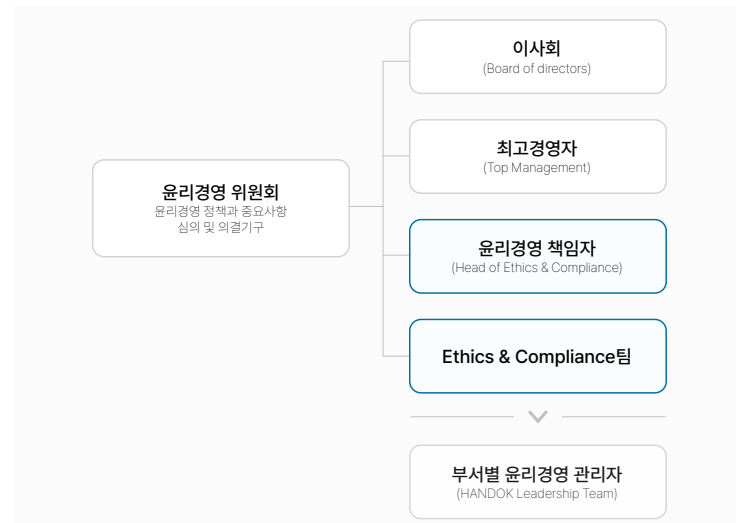 이사회
(Board of directors)
최고경영자
(Top Management)
윤리경영 위원회
윤리경영 정책과 중요사항
심의 및 의결기구
윤리경영 책임자
(Head of Ethics & Compliance)
Ethics & Compliance팀
부서별 윤리경영 관리자
(HANDOK Leadership Team)